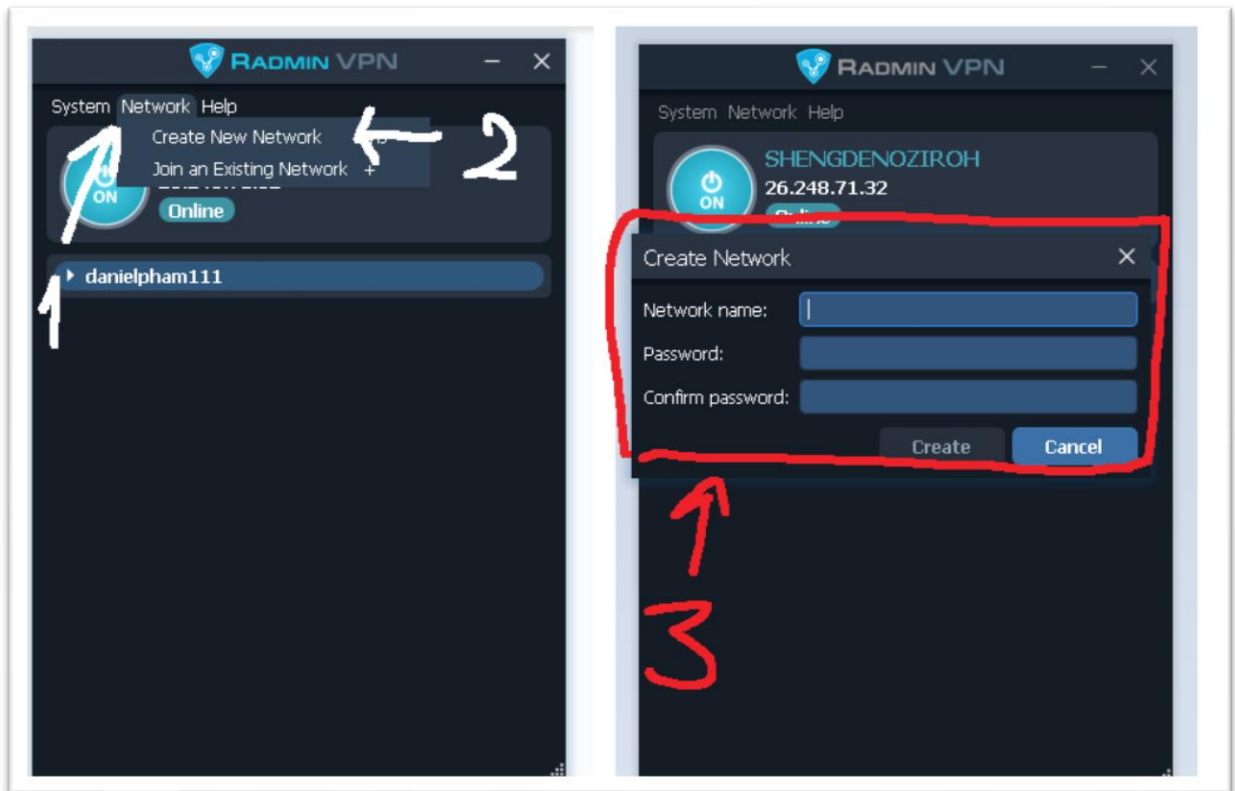 RADMIN VPN
System Network Help
Create New Network
Join an Existing Network +
ON
Online
danielpham111
1
2
RADMIN VPN
System Network Help
SHENGDENOZIROH
26.248.71.32
ON
Online
Create Network
Network name:
Password:
Confirm password:
Create Cancel
3